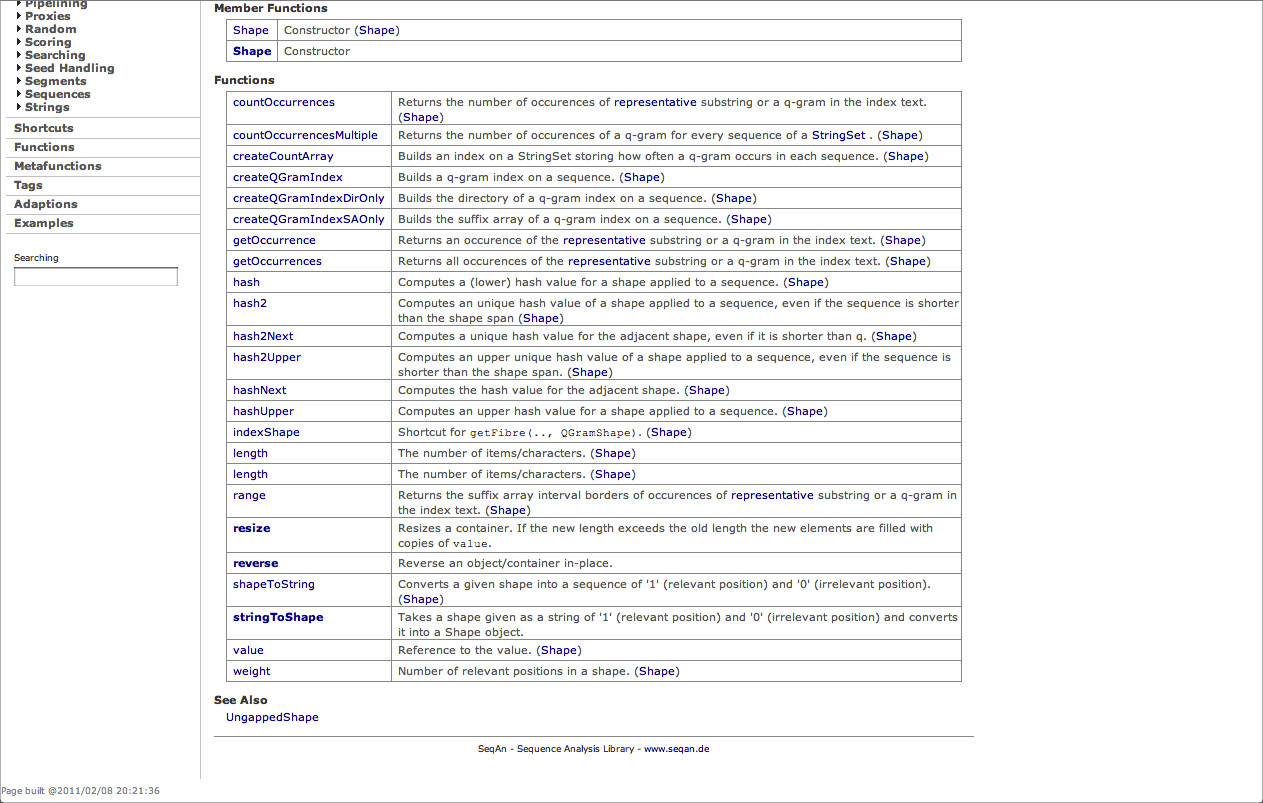 Pipelining
Proxies
Random
Scoring
Searching
Seed Handling
Segments
Sequences
Strings
Shortcuts
Functions
Metafunctions
Tags
Adaptions
Examples
Searching
Member Functions
Shape Constructor (Shape)
Shape Constructor
Functions
countOccurrences Returns the number of occurences of representative substring or a q-gram in the index text.
(Shape)
countOccurrencesMultiple Returns the number of occurences of a q-gram for every sequence of a StringSet . (Shape)
createCountArray Builds an index on a StringSet storing how often a q-gram occurs in each sequence. (Shape)
createQGramIndex Builds a q-gram index on a sequence. (Shape)
createQGramIndexDirOnly Builds the directory of a q-gram index on a sequence. (Shape)
createQGramIndexSAOnly Builds the suffix array of a q-gram index on a sequence. (Shape)
getOccurrence Returns an occurence of the representative substring or a q-gram in the index text. (Shape)
getOccurrences Returns all occurences of the representative substring or a q-gram in the index text. (Shape)
hash Computes a (lower) hash value for a shape applied to a sequence. (Shape)
hash2 Computes an unique hash value of a shape applied to a sequence, even if the sequence is shorter
than the shape span (Shape)
hash2Next Computes a unique hash value for the adjacent shape, even if it is shorter than q. (Shape)
hash2Upper Computes an upper unique hash value of a shape applied to a sequence, even if the sequence is
shorter than the shape span. (Shape)
hashNext Computes the hash value for the adjacent shape. (Shape)
hashUpper Computes an upper hash value for a shape applied to a sequence. (Shape)
indexShape Shortcut for getFibre(.., QGramShape). (Shape)
length The number of items/characters. (Shape)
length The number of items/characters. (Shape)
range Returns the suffix array interval borders of occurences of representative substring or a q-gram in
the index text. (Shape)
resize Resizes a container. If the new length exceeds the old length the new elements are filled with
copies of value.
reverse Reverse an object/container in-place.
shapeToString Converts a given shape into a sequence of '1' (relevant position) and '0' (irrelevant position).
(Shape)
stringToShape Takes a shape given as a string of '1' (relevant position) and '0' (irrelevant position) and converts
it into a Shape object.
value Reference to the value. (Shape)
weight Number of relevant positions in a shape. (Shape)
See Also
UngappedShape
SeqAn - Sequence Analysis Library - www.seqan.de
Page built @2011/02/08 20:21:36